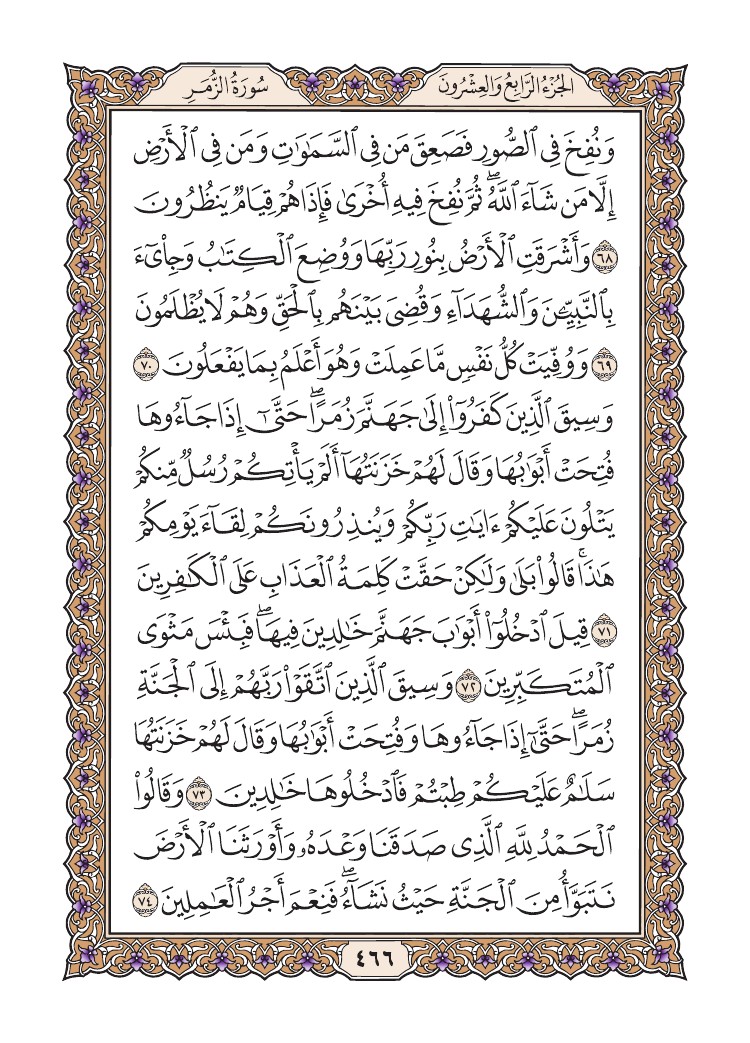 الجُزْءُ الرَّابِعُ وَالعِشْرُونَ
سُورَةُ الزُّمَرِ
وَنُفِخَ فِي ٱلصُّورِ فَصَعِقَ مَن فِي ٱلسَّمَٰوَٰتِ وَمَن فِي ٱلْأَرْضِ
إِلَّا مَن شَآءَ ٱللَّهُ ۖ ثُمَّ نُفِخَ فِيهِ أُخْرَىٰ فَإِذَا هُمْ قِيَامٌ يَنظُرُونَ
﴿٦٨﴾ وَأَشْرَقَتِ ٱلْأَرْضُ بِنُورِ رَبِّهَا وَوُضِعَ ٱلْكِتَٰبُ وَجِا۟ىٓءَ
بِٱلنَّبِيِّـۧنَ وَٱلشُّهَدَآءِ وَقُضِيَ بَيْنَهُم بِٱلْحَقِّ وَهُمْ لَا يُظْلَمُونَ
﴿٦٩﴾ وَوُفِّيَتْ كُلُّ نَفْسٍ مَّا عَمِلَتْ وَهُوَ أَعْلَمُ بِمَا يَفْعَلُونَ ﴿٧٠﴾
وَسِيقَ ٱلَّذِينَ كَفَرُوٓا۟ إِلَىٰ جَهَنَّمَ زُمَرًا ۖ حَتَّىٰٓ إِذَا جَآءُوهَا
فُتِحَتْ أَبْوَٰبُهَا وَقَالَ لَهُمْ خَزَنَتُهَآ أَلَمْ يَأْتِكُمْ رُسُلٌ مِّنكُمْ
يَتْلُونَ عَلَيْكُمْ ءَايَٰتِ رَبِّكُمْ وَيُنذِرُونَكُمْ لِقَآءَ يَوْمِكُمْ
هَٰذَا ۚ قَالُوا۟ بَلَىٰ وَلَٰكِنْ حَقَّتْ كَلِمَةُ ٱلْعَذَابِ عَلَى ٱلْكَٰفِرِينَ
﴿٧١﴾ قِيلَ ٱدْخُلُوٓا۟ أَبْوَٰبَ جَهَنَّمَ خَٰلِدِينَ فِيهَا ۖ فَبِئْسَ مَثْوَى
ٱلْمُتَكَبِّرِينَ ﴿٧٢﴾ وَسِيقَ ٱلَّذِينَ ٱتَّقَوْا۟ رَبَّهُمْ إِلَى ٱلْجَنَّةِ
زُمَرًا ۖ حَتَّىٰٓ إِذَا جَآءُوهَا وَفُتِحَتْ أَبْوَٰبُهَا وَقَالَ لَهُمْ خَزَنَتُهَا
سَلَٰمٌ عَلَيْكُمْ طِبْتُمْ فَٱدْخُلُوهَا خَٰلِدِينَ ﴿٧٣﴾ وَقَالُوا۟
ٱلْحَمْدُ لِلَّهِ ٱلَّذِي صَدَقَنَا وَعْدَهُۥ وَأَوْرَثَنَا ٱلْأَرْضَ
نَتَبَوَّأُ مِنَ ٱلْجَنَّةِ حَيْثُ نَشَآءُ ۖ فَنِعْمَ أَجْرُ ٱلْعَٰمِلِينَ ﴿٧٤﴾
٤٦٦